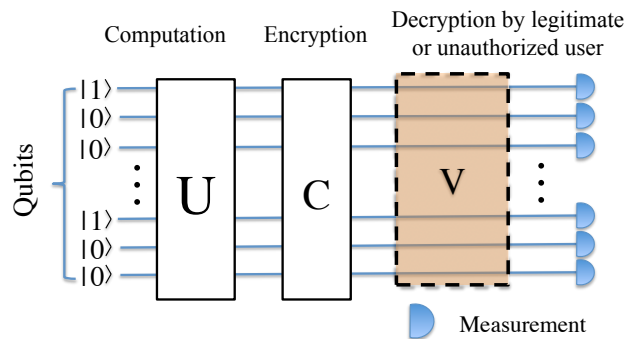 Computation
Encryption
Decryption by legitimate
or unauthorized user
Qubits
|1⟩
|0⟩
|0⟩
|1⟩
|0⟩
|0⟩
U
C
V
Measurement